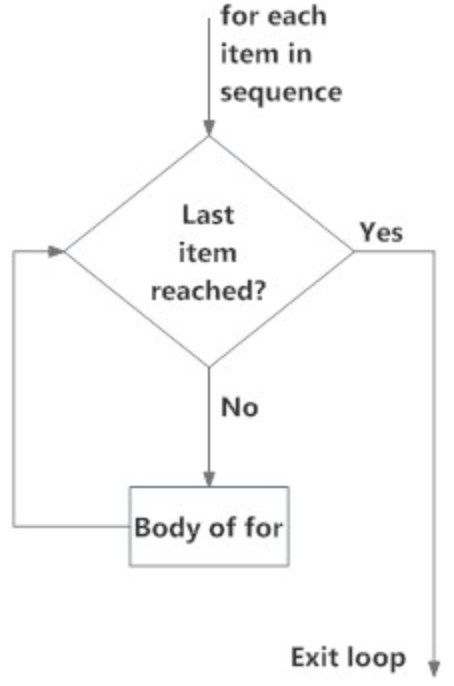 for each
item in
sequence
Last
item
reached?
Yes
No
Body of for
Exit loop